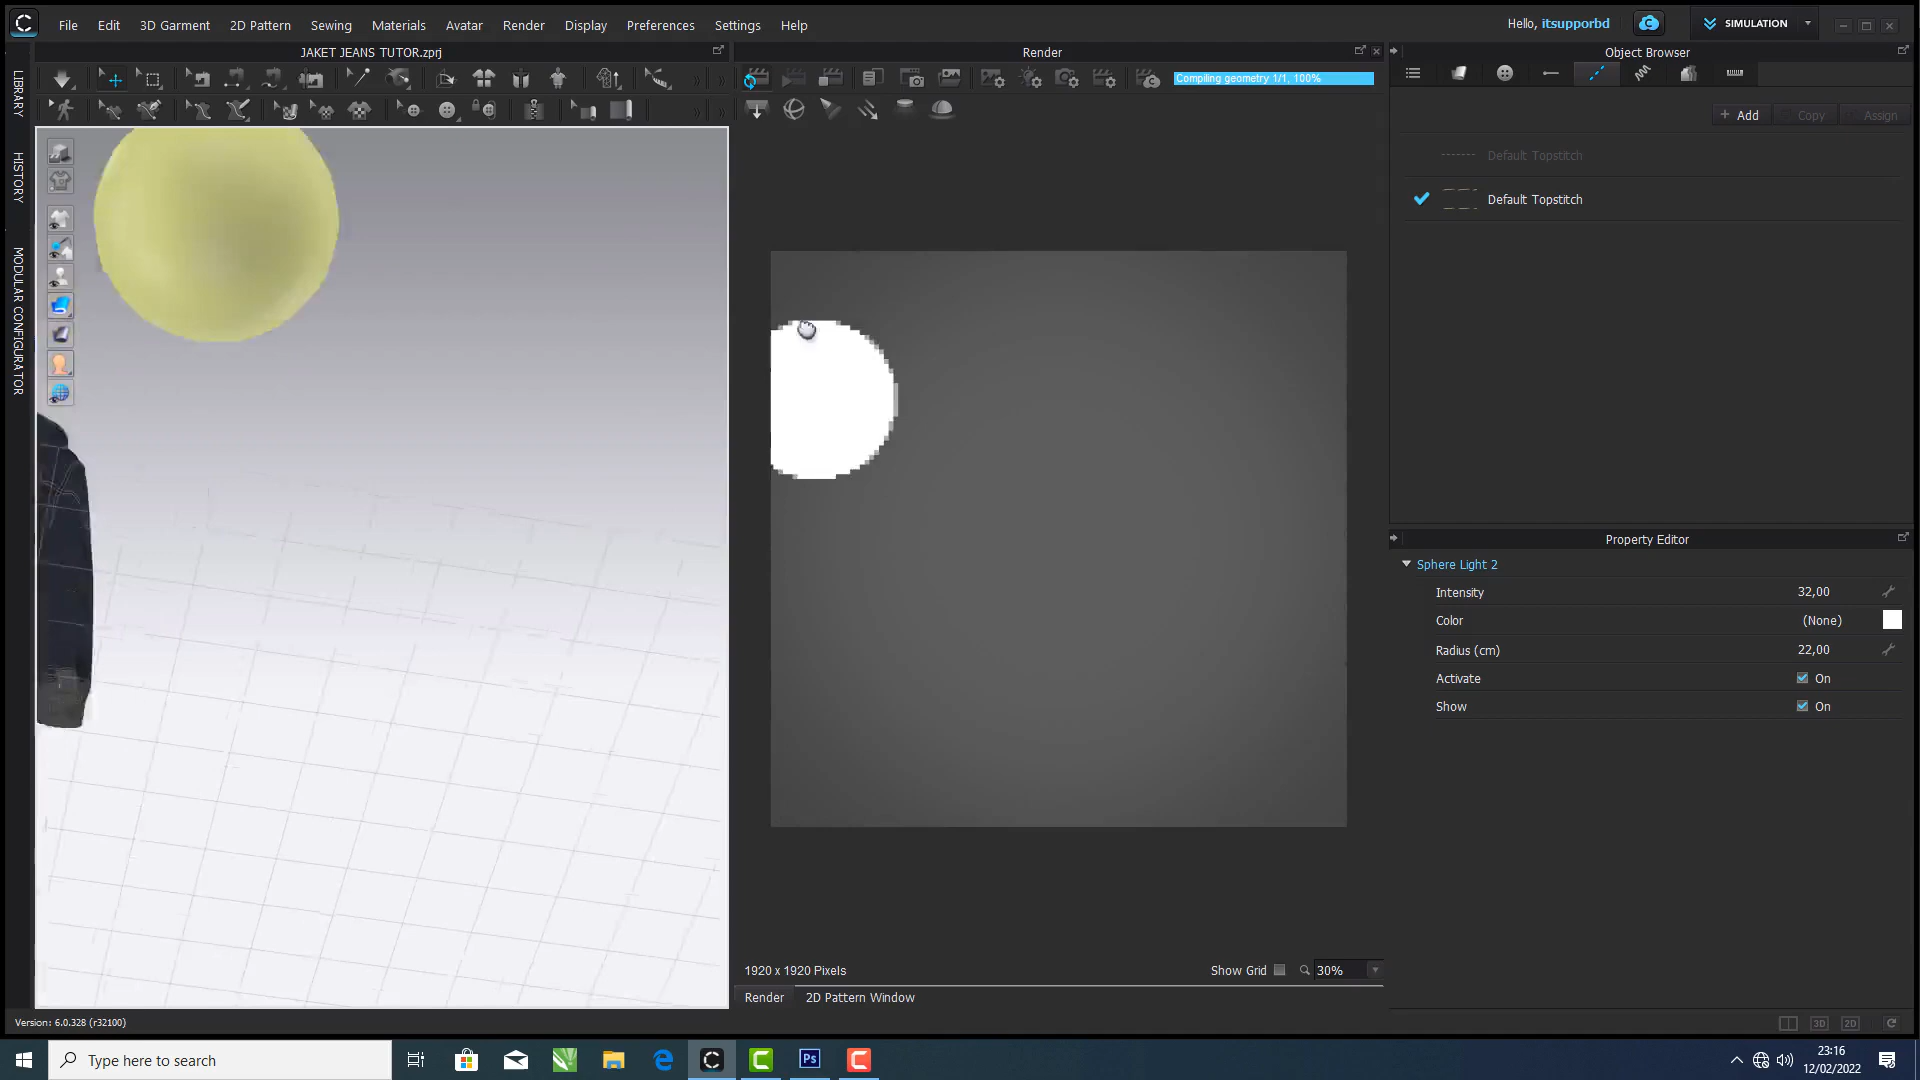 File Edit 3D Garment 2D Pattern Sewing Materials Avatar Render Display Preferences Settings Help
Hello, itsupporbd
SIMULATION
JAKET JEANS TUTOR.zprj
Render
Object Browser
LIBRARY
HISTORY
MODULAR CONFIGURATOR
Compiling geometry 1/1, 100%
+ Add Copy Assign
Default Topstitch
Default Topstitch
Property Editor
Sphere Light 2
Intensity 32,00
Color (None)
Radius (cm) 22,00
Activate On
Show On
1920 x 1920 Pixels
Show Grid 30%
Render 2D Pattern Window
Version: 6.0.328 (r32100)
3D 2D
Type here to search
Ps
23:16
12/02/2022